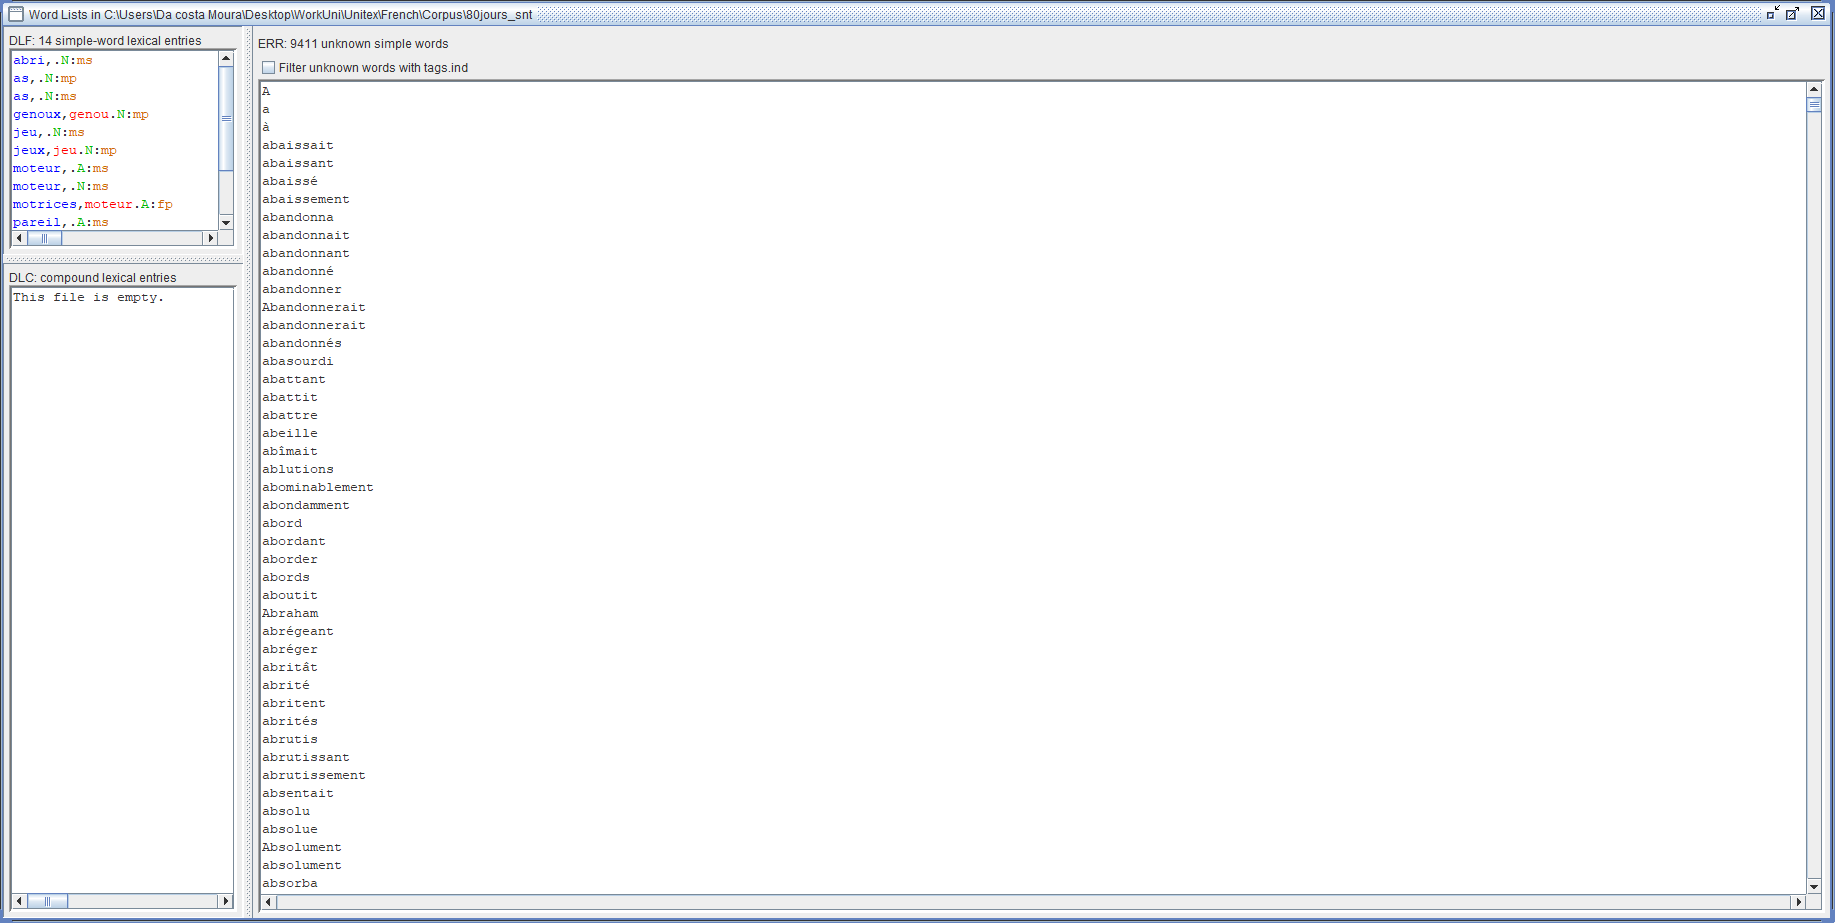 Word Lists in C:\Users\Da costa Moura\Desktop\WorkUni\Unitex\French\Corpus\80jours_snt
DLF: 14 simple-word lexical entries
abri,.N:ms
as,.N:mp
as,.N:ms
genoux,genou.N:mp
jeu,.N:ms
jeux,jeu.N:mp
moteur,.A:ms
moteur,.N:ms
motrices,moteur.A:fp
pareil,.A:ms
DLC: compound lexical entries
This file is empty.
ERR: 9411 unknown simple words
Filter unknown words with tags.ind
A
a
à
abaissait
abaissant
abaissé
abaissement
abandonna
abandonnait
abandonnant
abandonné
abandonner
Abandonnerait
abandonnerait
abandonnés
abasourdi
abattant
abattit
abattre
abeille
abîmait
ablutions
abominablement
abondamment
abord
abordant
aborder
abords
aboutit
Abraham
abrégeant
abréger
abritât
abrité
abritent
abrités
abrutis
abrutissant
abrutissement
absentait
absolu
absolue
Absolument
absolument
absorba